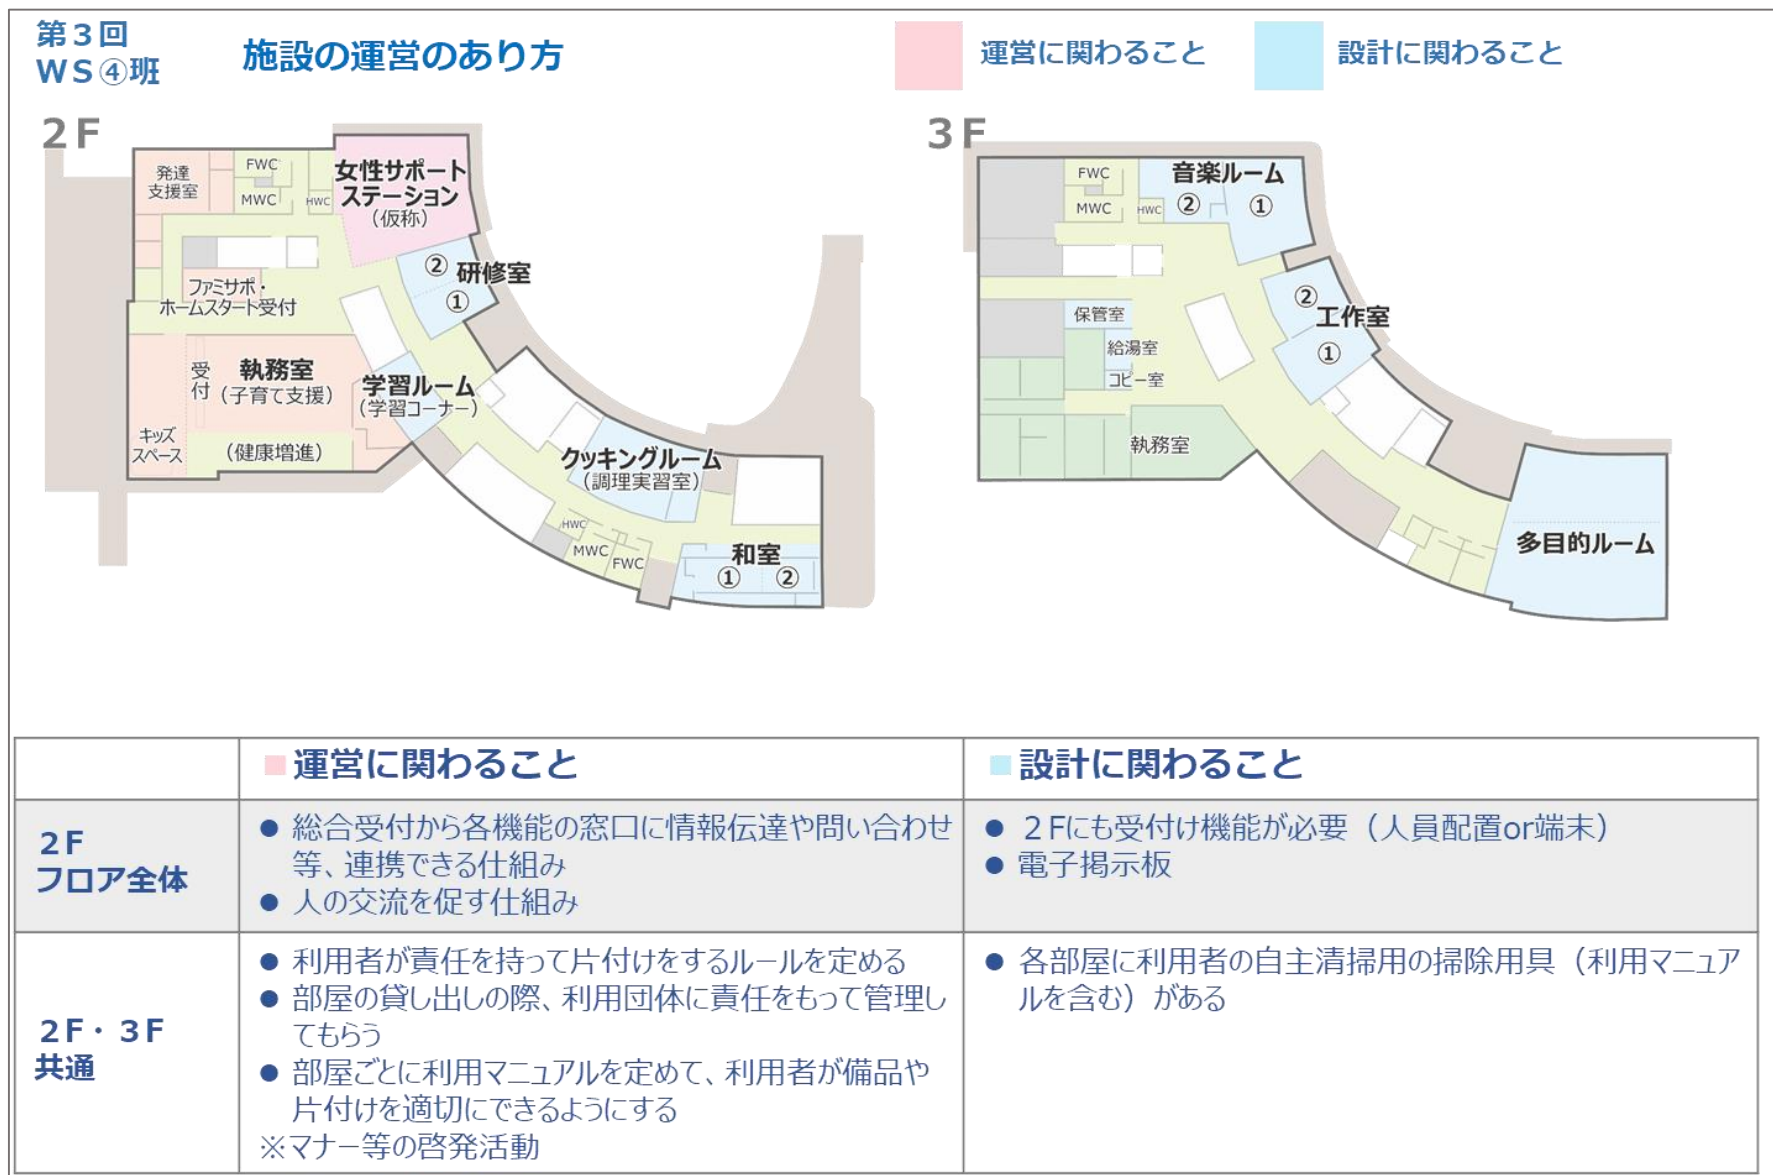 第３回
ＷＳ④班
施設の運営のあり方
運営に関わること
設計に関わること
２Ｆ
発達
支援室
FWC
MWC
HWC
女性サポート
ステーション
（仮称）
②
研修室
①
ファミサポ・
ホームスタート受付
受付
執務室
（子育て支援）
学習ルーム
（学習コーナー）
キッズ
スペース
（健康増進）
クッキングルーム
（調理実習室）
HWC
MWC
FWC
和室
①
②
３Ｆ
FWC
MWC
HWC
音楽ルーム
②
①
保管室
給湯室
コピー室
②
工作室
①
執務室
多目的ルーム
運営に関わること
設計に関わること
２Ｆ
フロア全体
● 総合受付から各機能の窓口に情報伝達や問い合わせ
等、連携できる仕組み
● 人の交流を促す仕組み
● ２Fにも受付け機能が必要（人員配置or端末）
● 電子掲示板
２Ｆ・３Ｆ
共通
● 利用者が責任を持って片付けをするルールを定める
● 部屋の貸し出しの際、利用団体に責任をもって管理し
てもらう
● 部屋ごとに利用マニュアルを定めて、利用者が備品や
片付けを適切にできるようにする
※マナー等の啓発活動
● 各部屋に利用者の自主清掃用の掃除用具（利用マニュア
ルを含む）がある